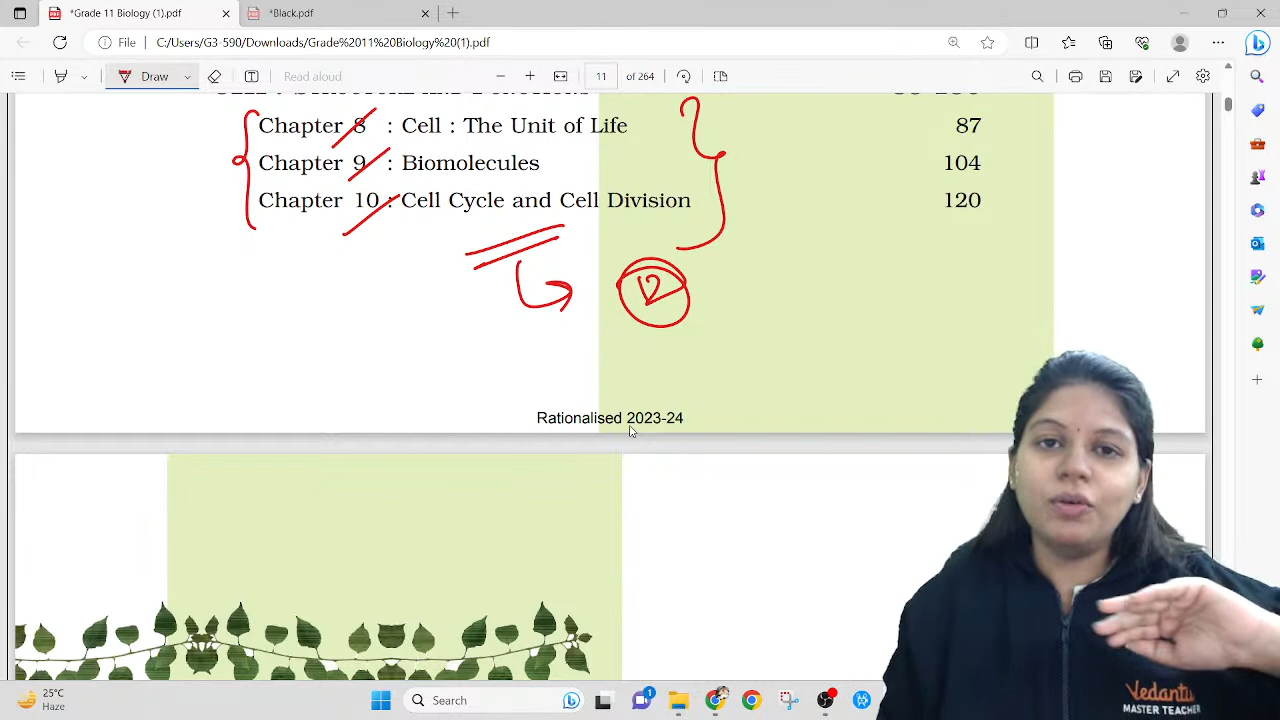 *Grade 11 Biology (1).pdf
*Black.pdf
File
C:/Users/G3-590/Downloads/Grade%2011%20Biology%20(1).pdf
Draw
Read aloud
11
of 264
Chapter 8 : Cell : The Unit of Life 87
Chapter 9 : Biomolecules 104
Chapter 10 : Cell Cycle and Cell Division 120
12
Rationalised 2023-24
Vedantu
MASTER TEACHER
25°C
Haze
Search
1